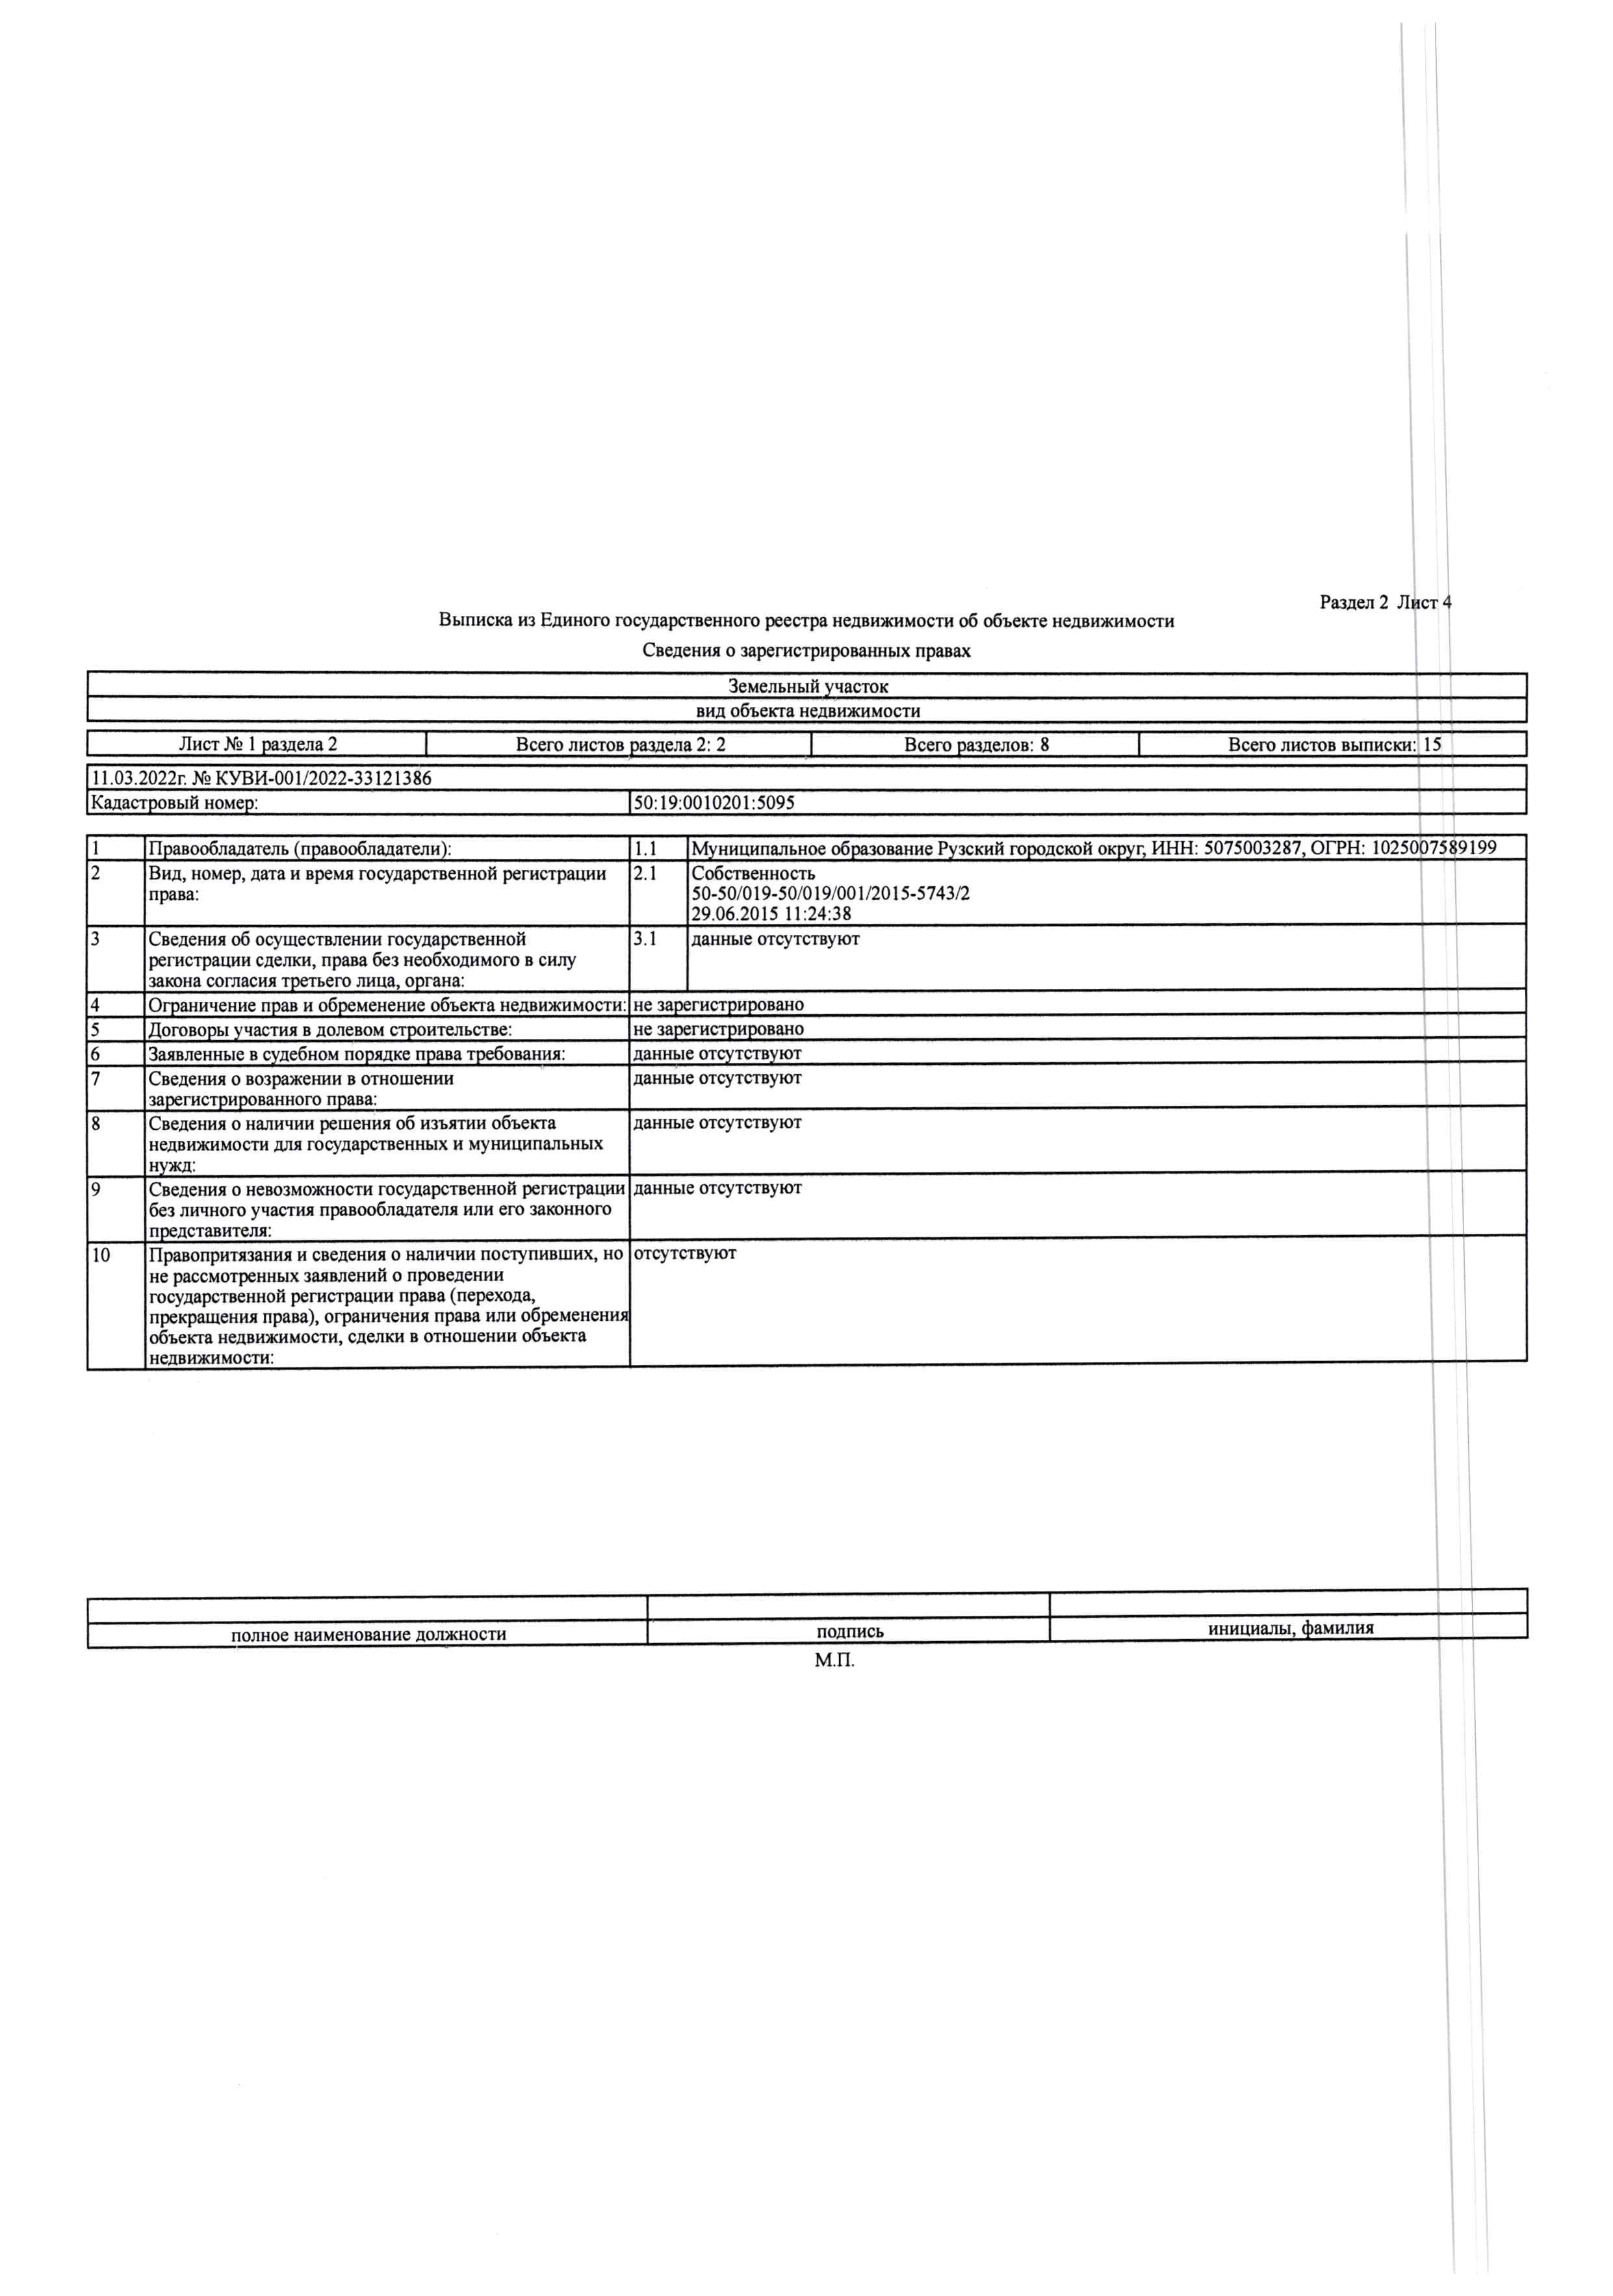 Раздел 2 Лист 4
Выписка из Единого государственного реестра недвижимости об объекте недвижимости
Сведения о зарегистрированных правах
Земельный участок
вид объекта недвижимости
Лист № 1 раздела 2 Всего листов раздела 2: 2 Всего разделов: 8 Всего листов выписки: 15
11.03.2022г. № КУВИ-001/2022-33121386
Кадастровый номер: 50:19:0010201:5095
1 Правообладатель (правообладатели): 1.1 Муниципальное образование Рузский городской округ, ИНН: 5075003287, ОГРН: 1025007589199
2 Вид, номер, дата и время государственной регистрации 2.1 Собственность
права: 50-50/019-50/019/001/2015-5743/2
29.06.2015 11:24:38
3 Сведения об осуществлении государственной 3.1 данные отсутствуют
регистрации сделки, права без необходимого в силу
закона согласия третьего лица, органа:
4 Ограничение прав и обременение объекта недвижимости: не зарегистрировано
5 Договоры участия в долевом строительстве: не зарегистрировано
6 Заявленные в судебном порядке права требования: данные отсутствуют
7 Сведения о возражении в отношении данные отсутствуют
зарегистрированного права:
8 Сведения о наличии решения об изъятии объекта данные отсутствуют
недвижимости для государственных и муниципальных
нужд:
9 Сведения о невозможности государственной регистрации данные отсутствуют
без личного участия правообладателя или его законного
представителя:
10 Правопритязания и сведения о наличии поступивших, но отсутствуют
не рассмотренных заявлений о проведении
государственной регистрации права (перехода,
прекращения права), ограничения права или обременения
объекта недвижимости, сделки в отношении объекта
недвижимости:
полное наименование должности подпись инициалы, фамилия
М.П.